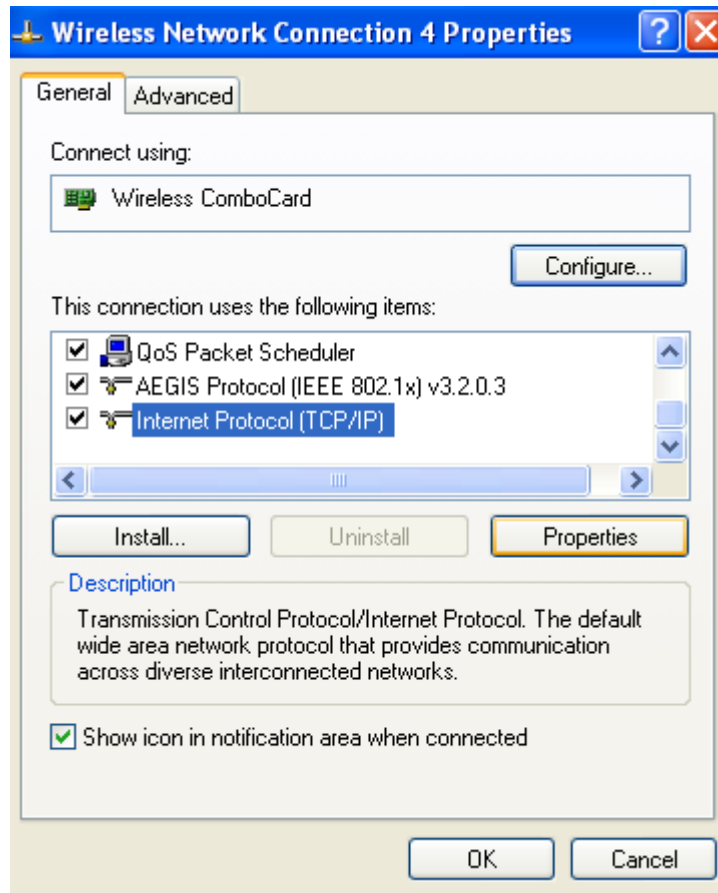 Wireless Network Connection 4 Properties
General Advanced
Connect using:
Wireless ComboCard
Configure...
This connection uses the following items:
QoS Packet Scheduler
AEGIS Protocol (IEEE 802.1x) v3.2.0.3
Internet Protocol (TCP/IP)
Install... Uninstall Properties
Description
Transmission Control Protocol/Internet Protocol. The default
wide area network protocol that provides communication
across diverse interconnected networks.
Show icon in notification area when connected
OK Cancel